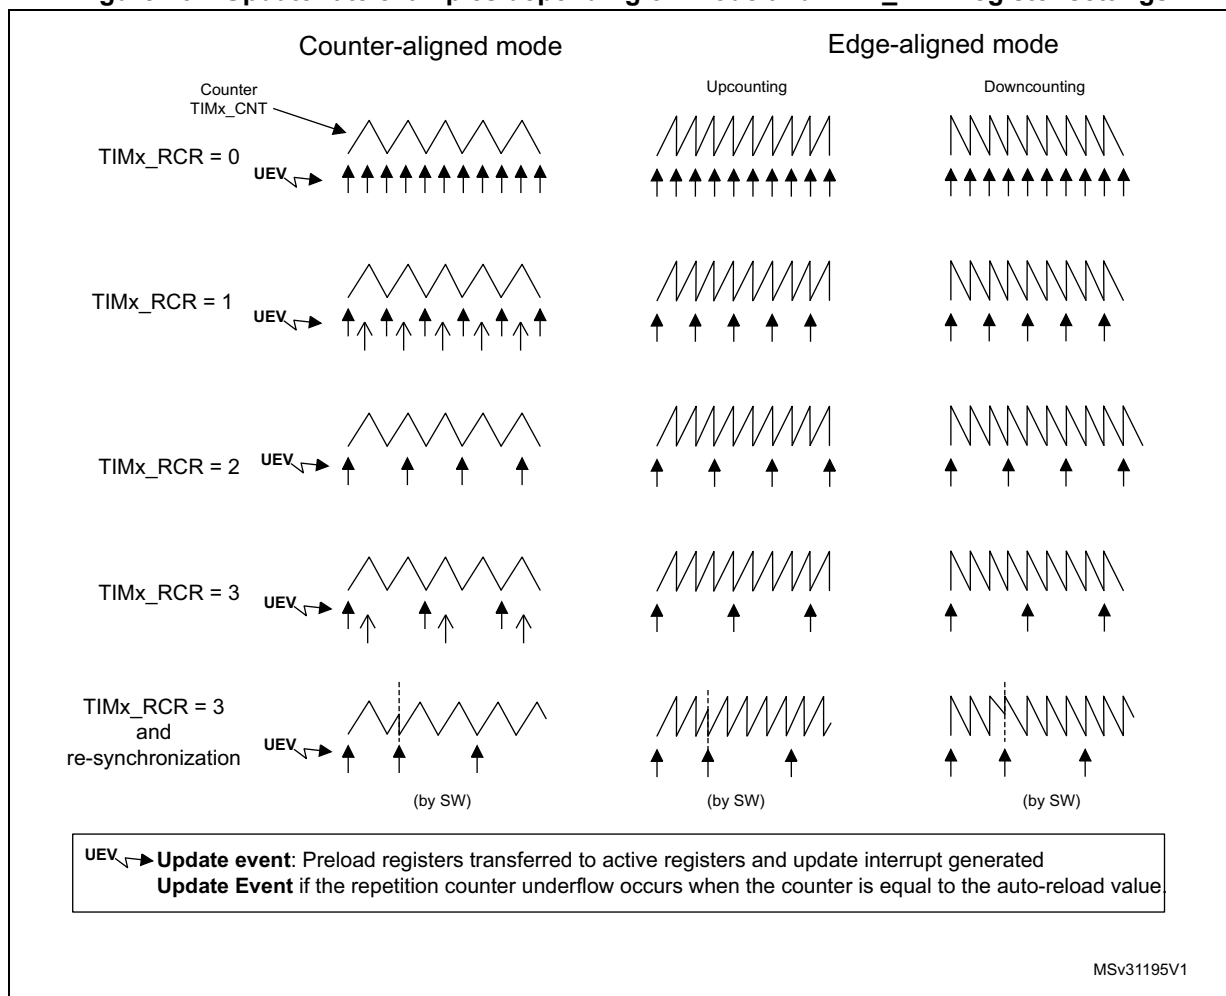 Counter-aligned mode
Edge-aligned mode
Counter
TIMx_CNT
Upcounting
Downcounting
TIMx_RCR = 0
UEV
TIMx_RCR = 1
UEV
TIMx_RCR = 2
UEV
TIMx_RCR = 3
UEV
TIMx_RCR = 3
and
re-synchronization
UEV
(by SW)
(by SW)
(by SW)
UEV Update event: Preload registers transferred to active registers and update interrupt generated
Update Event if the repetition counter underflow occurs when the counter is equal to the auto-reload value.
MSv31195V1